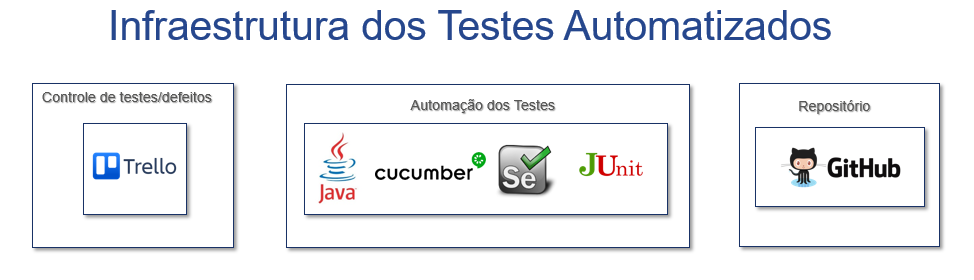 Infraestrutura dos Testes Automatizados
Controle de testes/defeitos
Trello
Automação dos Testes
Java
cucumber
Se
JUnit
Repositório
GitHub